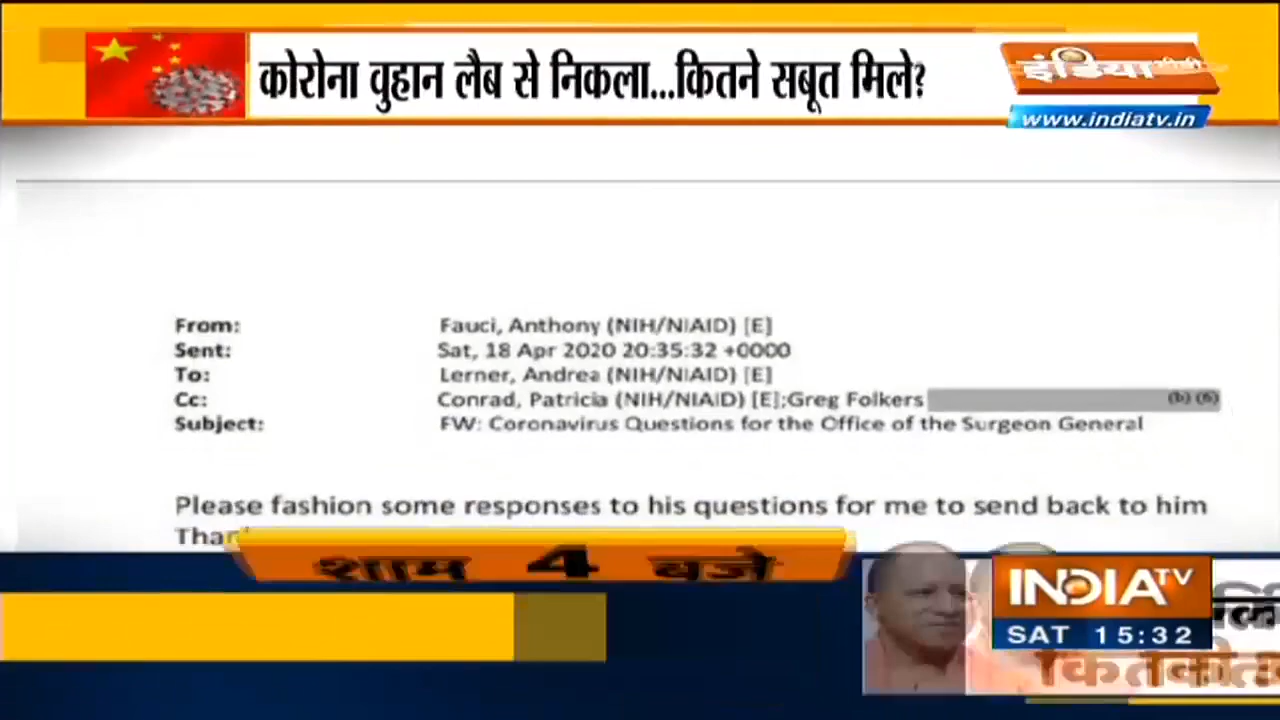 कोरोना वुहान लैब से निकला...कितने सबूत मिले?
इंडिया
www.indiatv.in
From: Fauci, Anthony (NIH/NIAID) [E]
Sent: Sat, 18 Apr 2020 20:35:32 +0000
To: Lerner, Andrea (NIH/NIAID) [E]
Cc: Conrad, Patricia (NIH/NIAID) [E];Greg Folkers (b) (6)
Subject: FW: Coronavirus Questions for the Office of the Surgeon General
Please fashion some responses to his questions for me to send back to him
शाम 4 बजे
INDIA TV
SAT 15:32